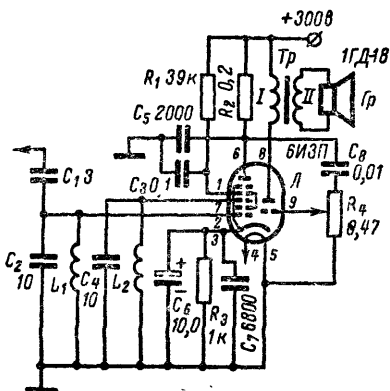 +300В
R₁ 39к
R₂ 0,2
Тр
I
II
1ГД-18
Гр
C₅ 2000
1
6
8
6И3П
C₈
0,01
C₁ 3
C₃ 0,
1
7
2
3
Л
9
R₄
0,47
C₂
10
L₁
C₄
10
L₂
+
−
C₆
10,0
R₃
1к
4
5
C₇ 6800